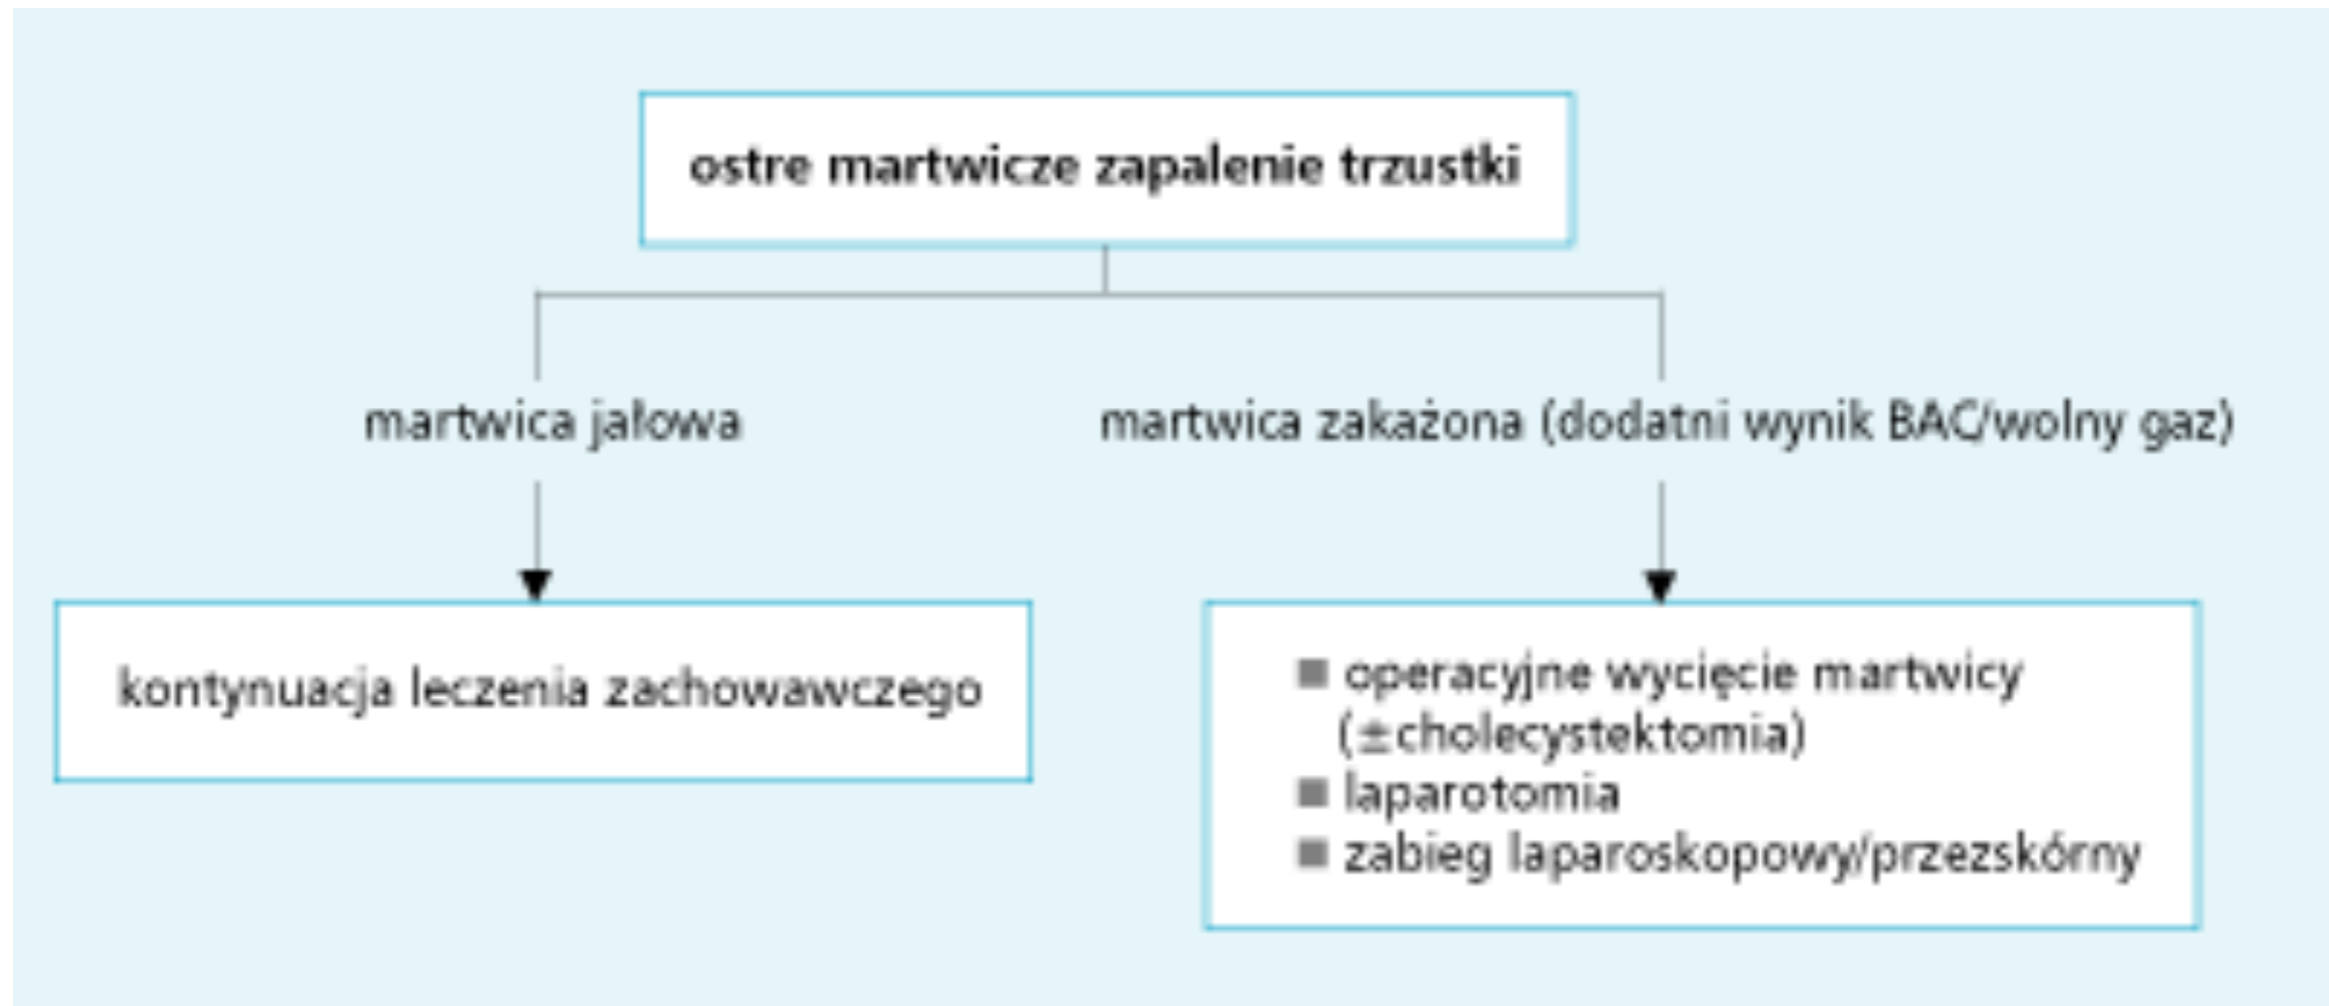 ostre martwicze zapalenie trzustki
martwica jałowa
martwica zakażona (dodatni wynik BAC/wolny gaz)
kontynuacja leczenia zachowawczego
■ operacyjne wycięcie martwicy
(±cholecystektomia)
■ laparotomia
■ zabieg laparoskopowy/przezskórny